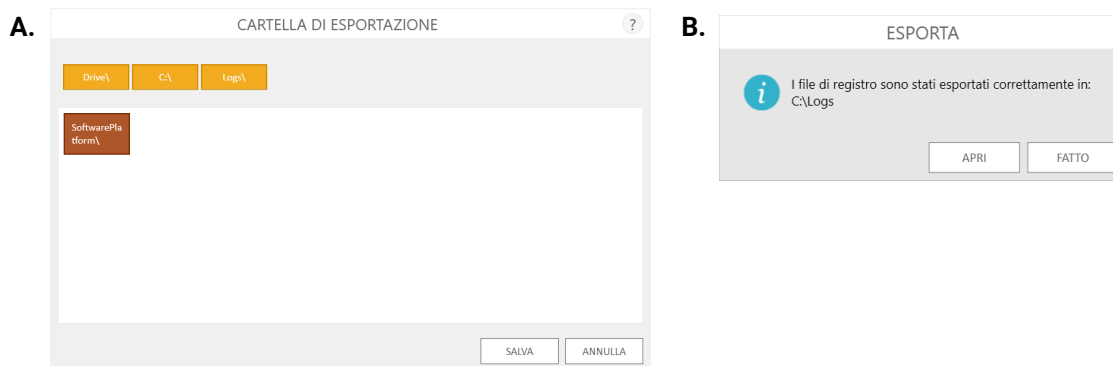 A.
CARTELLA DI ESPORTAZIONE
?
Drive\
C:\
Logs\
SoftwarePla
tform\
SALVA
ANNULLA
B.
ESPORTA
i
I file di registro sono stati esportati correttamente in:
C:\Logs
APRI
FATTO